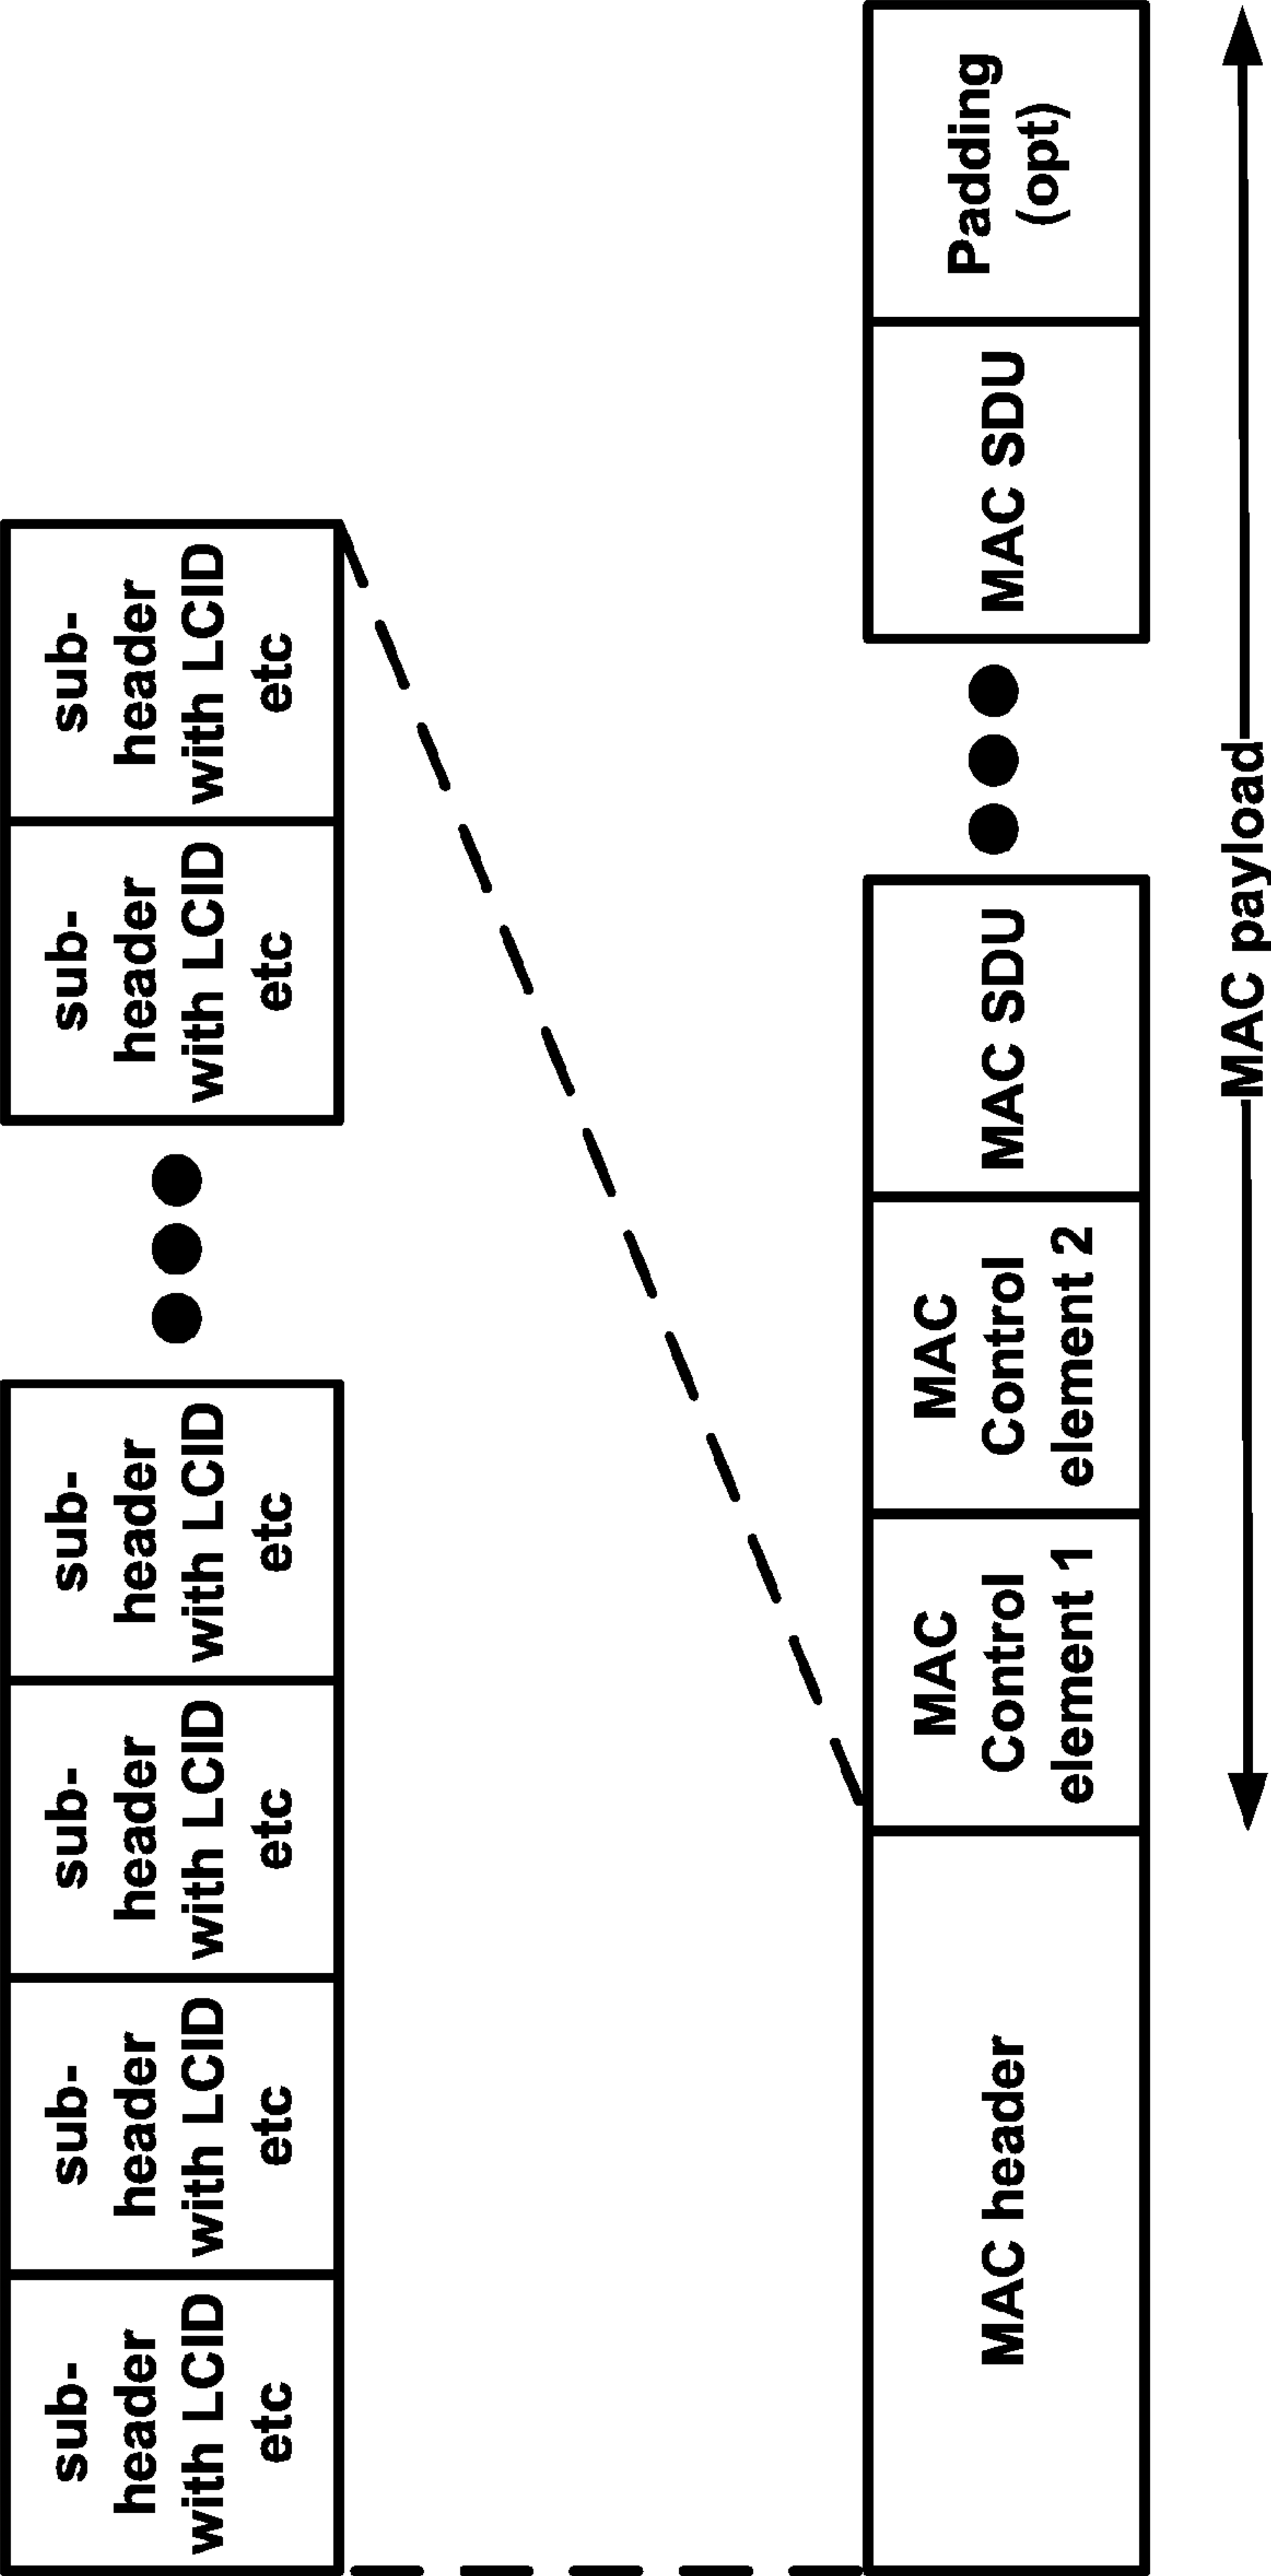 sub-
header
with LCID
etc
sub-
header
with LCID
etc
sub-
header
with LCID
etc
sub-
header
with LCID
etc
sub-
header
with LCID
etc
sub-
header
with LCID
etc
MAC header
MAC
Control
element 1
MAC
Control
element 2
MAC SDU
MAC SDU
Padding
(opt)
MAC payload